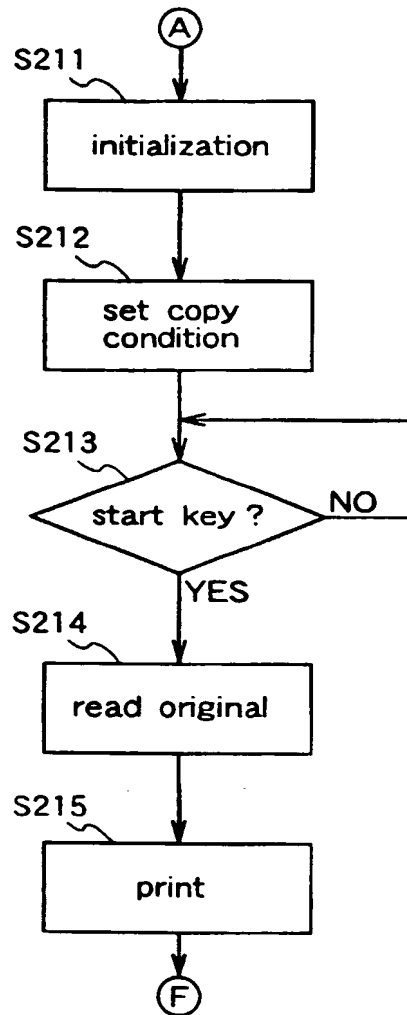 A
S211
initialization
S212
set copy
condition
S213
start key ?
NO
YES
S214
read original
S215
print
F